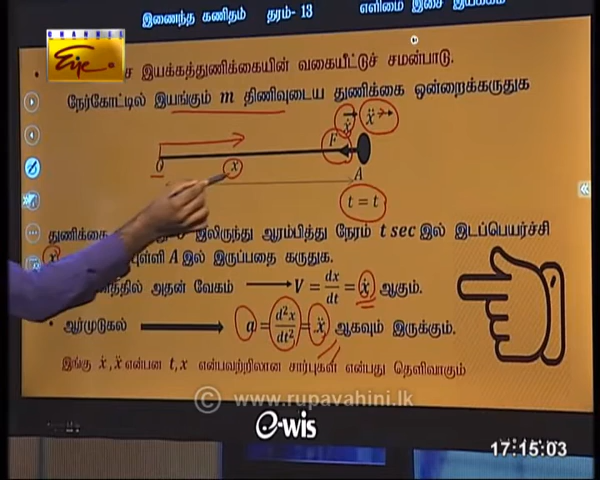 இணைந்த கணிதம் தரம்- 13 எளிமை இசை இயக்கம்
CHANNEL
Eye
இயக்கத்துணிக்கையின் வகையீட்டுச் சமன்பாடு.
நேர்கோட்டில் இயங்கும் m திணிவுடைய துணிக்கை ஒன்றைக்கருதுக
ẋ ẍ
F
O x A
t = t
துணிக்கை இலிருந்து ஆரம்பித்து நேரம் t sec இல் இடப்பெயர்ச்சி
x புள்ளி A இல் இருப்பதை கருதுக.
அதன் வேகம் V = dx/dt = ẋ ஆகும்.
• ஆர்முடுகல் a = d²x/dt² = ẍ ஆகவும் இருக்கும்.
இங்கு ẋ, ẍ என்பன t, x என்பவற்றிலான சார்புகள் என்பது தெளிவாகும்
© www.rupavahini.lk
e-wis
17:15:03